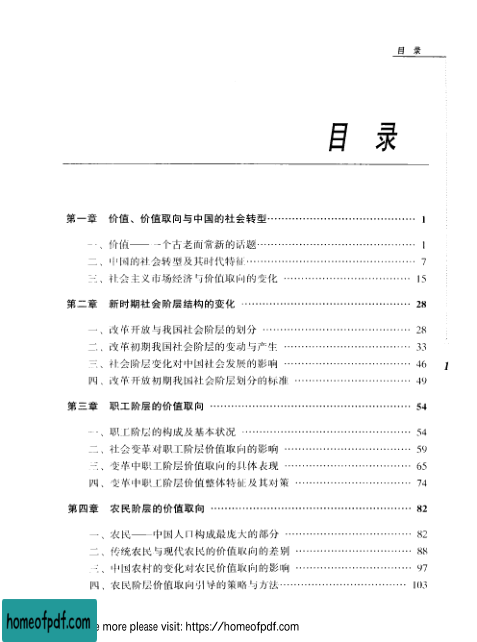 目 录
目 录
第一章 价值、价值取向与中国的社会转型…………………………………… 1
一、价值——一个古老而常新的话题…………………………………… 1
二、中国的社会转型及其时代特征…………………………………… 7
三、社会主义市场经济与价值取向的变化 …………………………… 15
第二章 新时期社会阶层结构的变化 …………………………………… 28
一、改革开放与我国社会阶层的划分 …………………………………… 28
二、改革初期我国社会阶层的变动与产生 …………………………… 33
三、社会阶层变化对中国社会发展的影响 …………………………… 46
1
四、改革开放初期我国社会阶层划分的标准 ………………………… 49
第三章 职工阶层的价值取向 …………………………………………… 54
一、职工阶层的构成及基本状况 ……………………………………… 54
二、社会变革对职工阶层价值取向的影响 …………………………… 59
三、变革中职工阶层价值取向的具体表现 …………………………… 65
四、变革中职工阶层价值整体特征及其对策 ………………………… 74
第四章 农民阶层的价值取向 …………………………………………… 82
一、农民——中国人口构成最庞大的部分 …………………………… 82
二、传统农民与现代农民的价值取向的差别 ………………………… 88
三、中国农村的变化对农民价值取向的影响 ………………………… 97
四、农民阶层价值取向引导的策略与方法…………………………… 103
homeofpdf.com
more please visit: https://homeofpdf.com